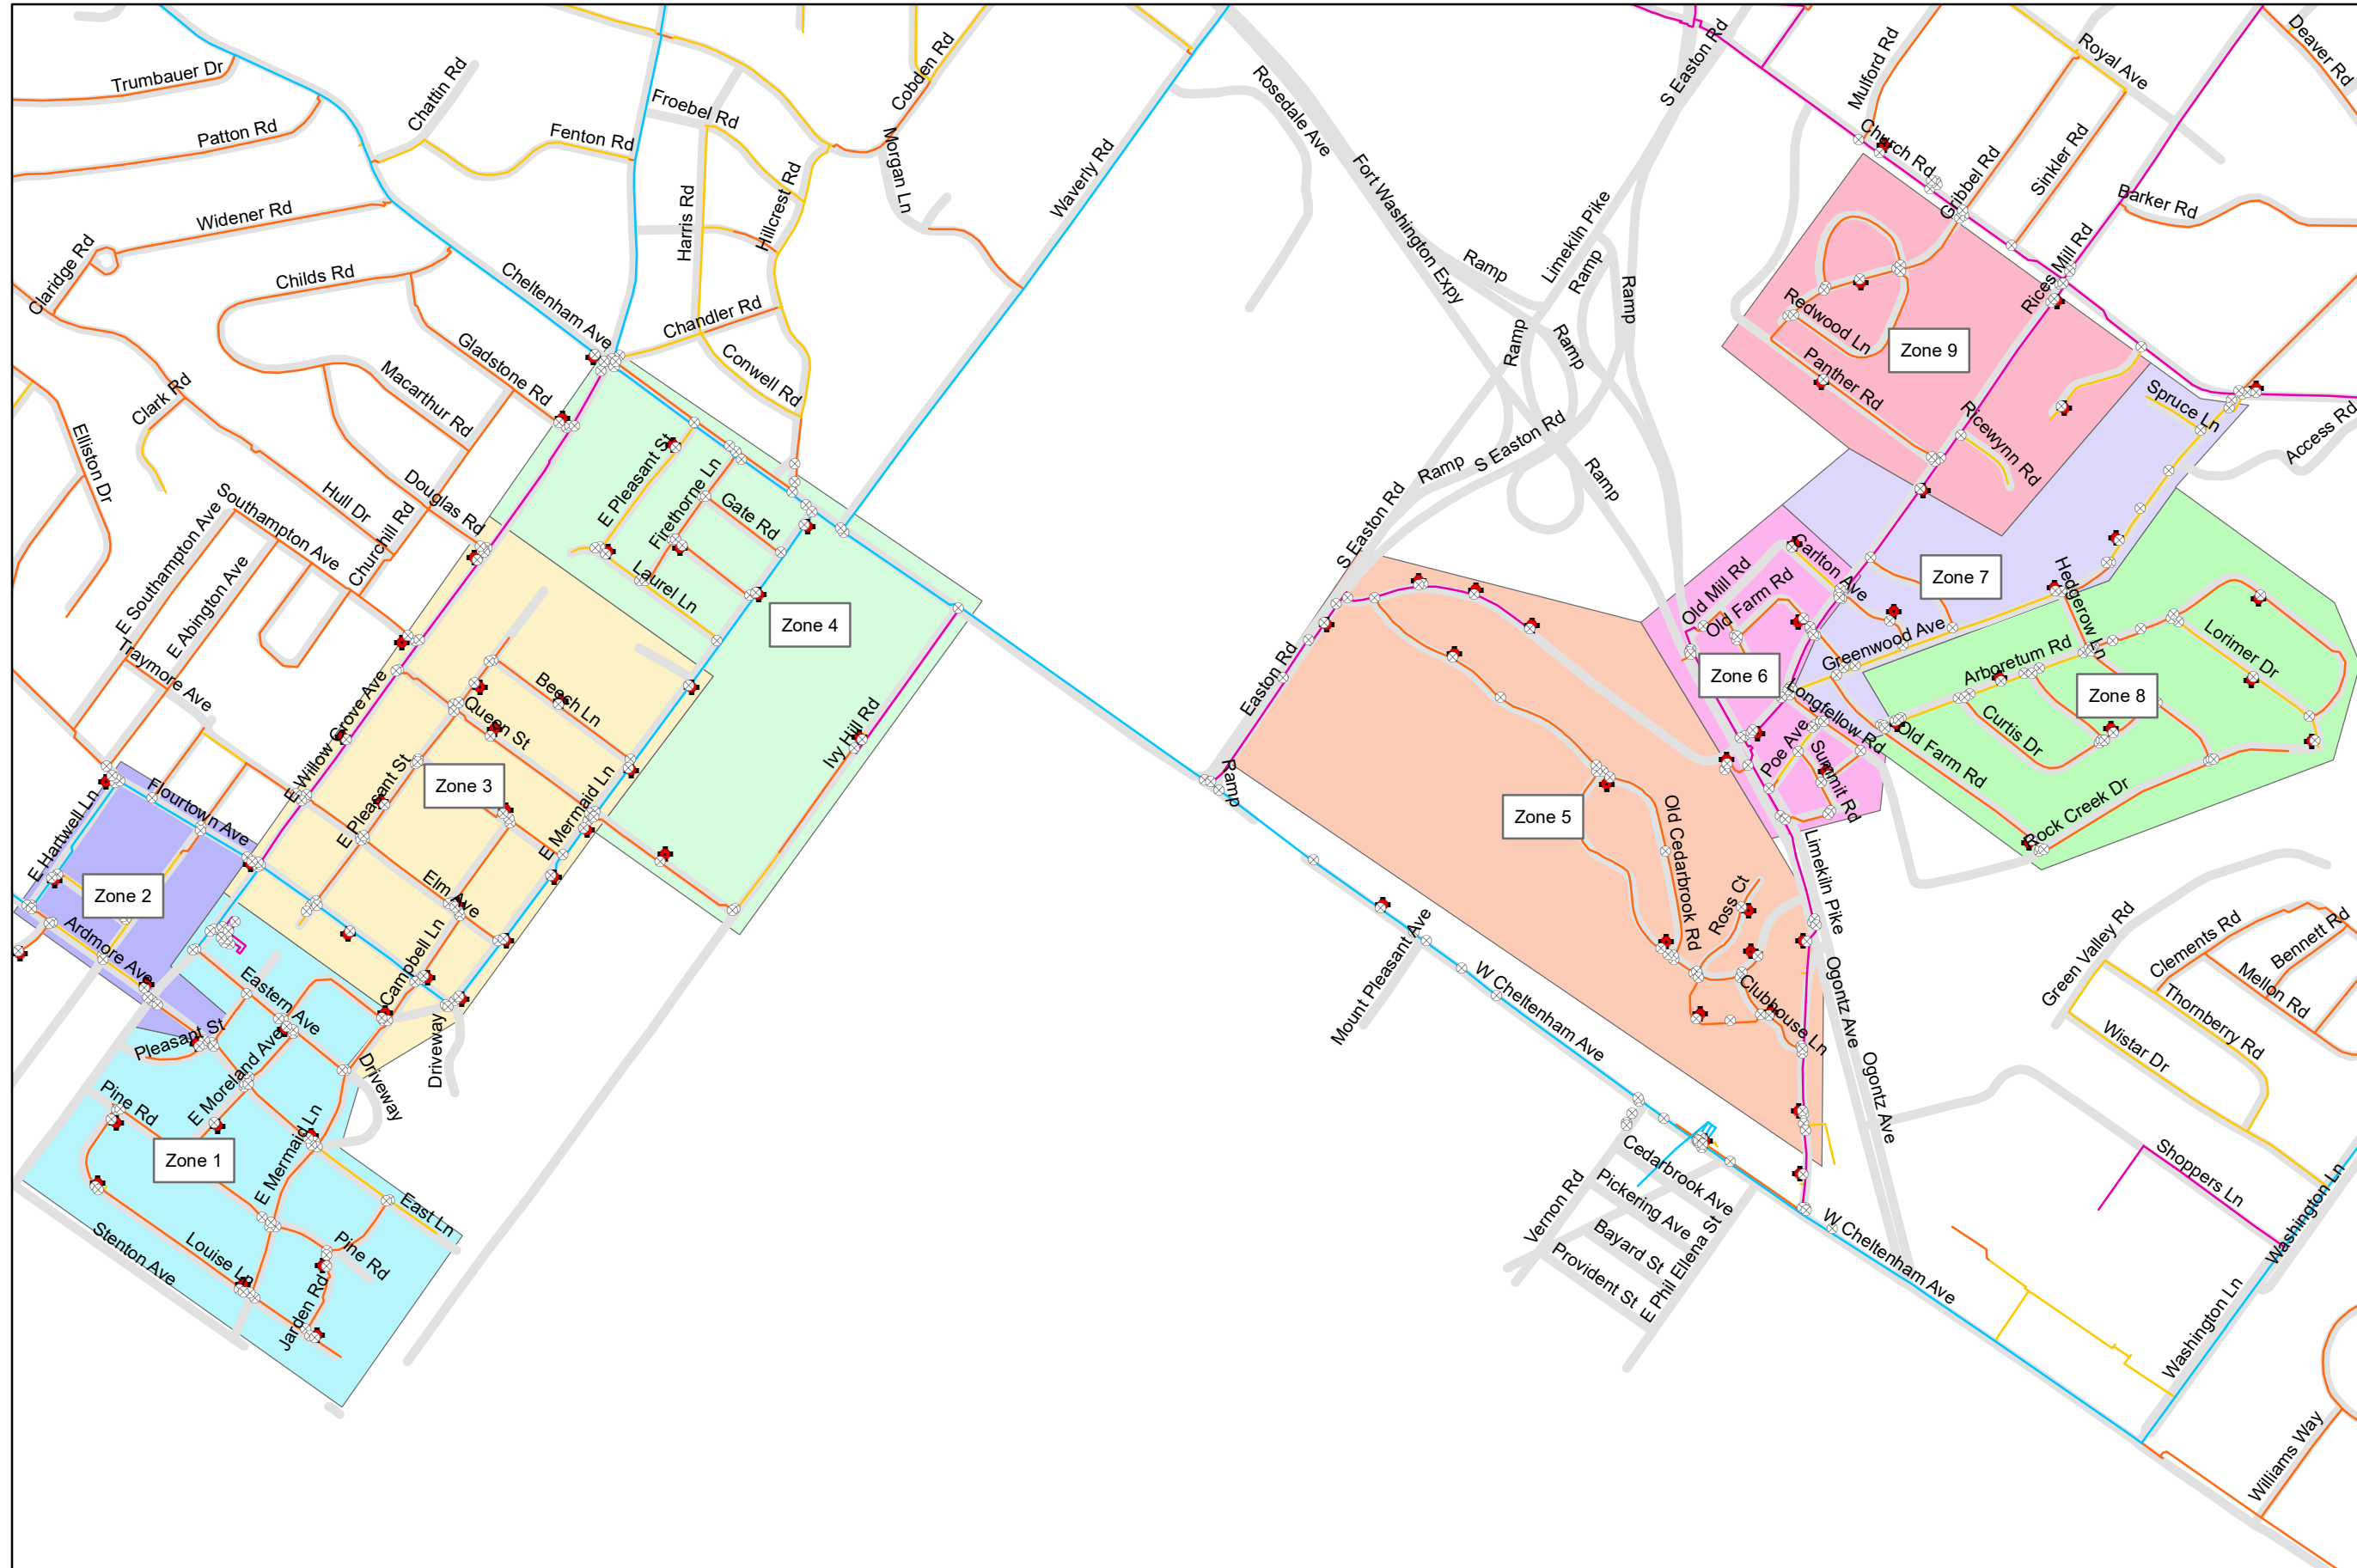 Trumbauer Dr
Patton Rd
Chattin Rd
Fenton Rd
Froebel Rd
Cobden Rd
Morgan Ln
Waverly Rd
Widener Rd
Claridge Rd
Childs Rd
Cheltenham Ave
Harris Rd
Hillcrest Rd
Chandler Rd
Conwell Rd
Gladstone Rd
Macarthur Rd
Clark Rd
Elliston Dr
Hull Dr
Douglas Rd
Churchill Rd
Southampton Ave
E Southampton Ave
E Abington Ave
Traymore Ave
E Willow Grove Ave
E Pleasant St
Firethorne Ln
Gate Rd
Laurel Ln
Zone 4
Ivy Hill Rd
Beech Ln
Queen St
E Pleasant St
Zone 3
E Mermaid Ln
Elm Ave
Campbell Ln
Flourtown Ave
E Hartwell Ln
Zone 2
Ardmore Ave
Eastern Ave
Pleasant St
E Moreland Ave
Driveway
Driveway
Pine Rd
Zone 1
E Mermaid Ln
East Ln
Pine Rd
Louise Ln
Stenton Ave
Jarden Rd
Rosedale Ave
Fort Washington Expy
S Easton Rd
Limekiln Pike
Ramp
Ramp
Ramp
Ramp
Ramp
Ramp
Ramp
S Easton Rd
S Easton Rd
Easton Rd
Ramp
Zone 5
Old Cedarbrook Rd
Ross Ct
Clubhouse Ln
Limekiln Pike
Ogontz Ave
Ogontz Ave
Mount Pleasant Ave
W Cheltenham Ave
Cedarbrook Ave
Pickering Ave
Bayard St
Provident St
Vernon Rd
E Phil Ellena St
W Cheltenham Ave
Mulford Rd
Royal Ave
Deaver Rd
Church Rd
Gribbel Rd
Sinkler Rd
Barker Rd
Rices Mill Rd
Redwood Ln
Zone 9
Panther Rd
Ricewynn Rd
Spruce Ln
Access Rd
Carlton Ave
Old Mill Rd
Old Farm Rd
Zone 7
Zone 6
Greenwood Ave
Hedgerow Ln
Arboretum Rd
Lorimer Dr
Zone 8
Longfellow Rd
Poe Ave
Summit Rd
Old Farm Rd
Curtis Dr
Rock Creek Dr
Green Valley Rd
Clements Rd
Bennett Rd
Mellon Rd
Thornberry Rd
Wistar Dr
Shoppers Ln
Washington Ln
Washington Ln
Williams Way